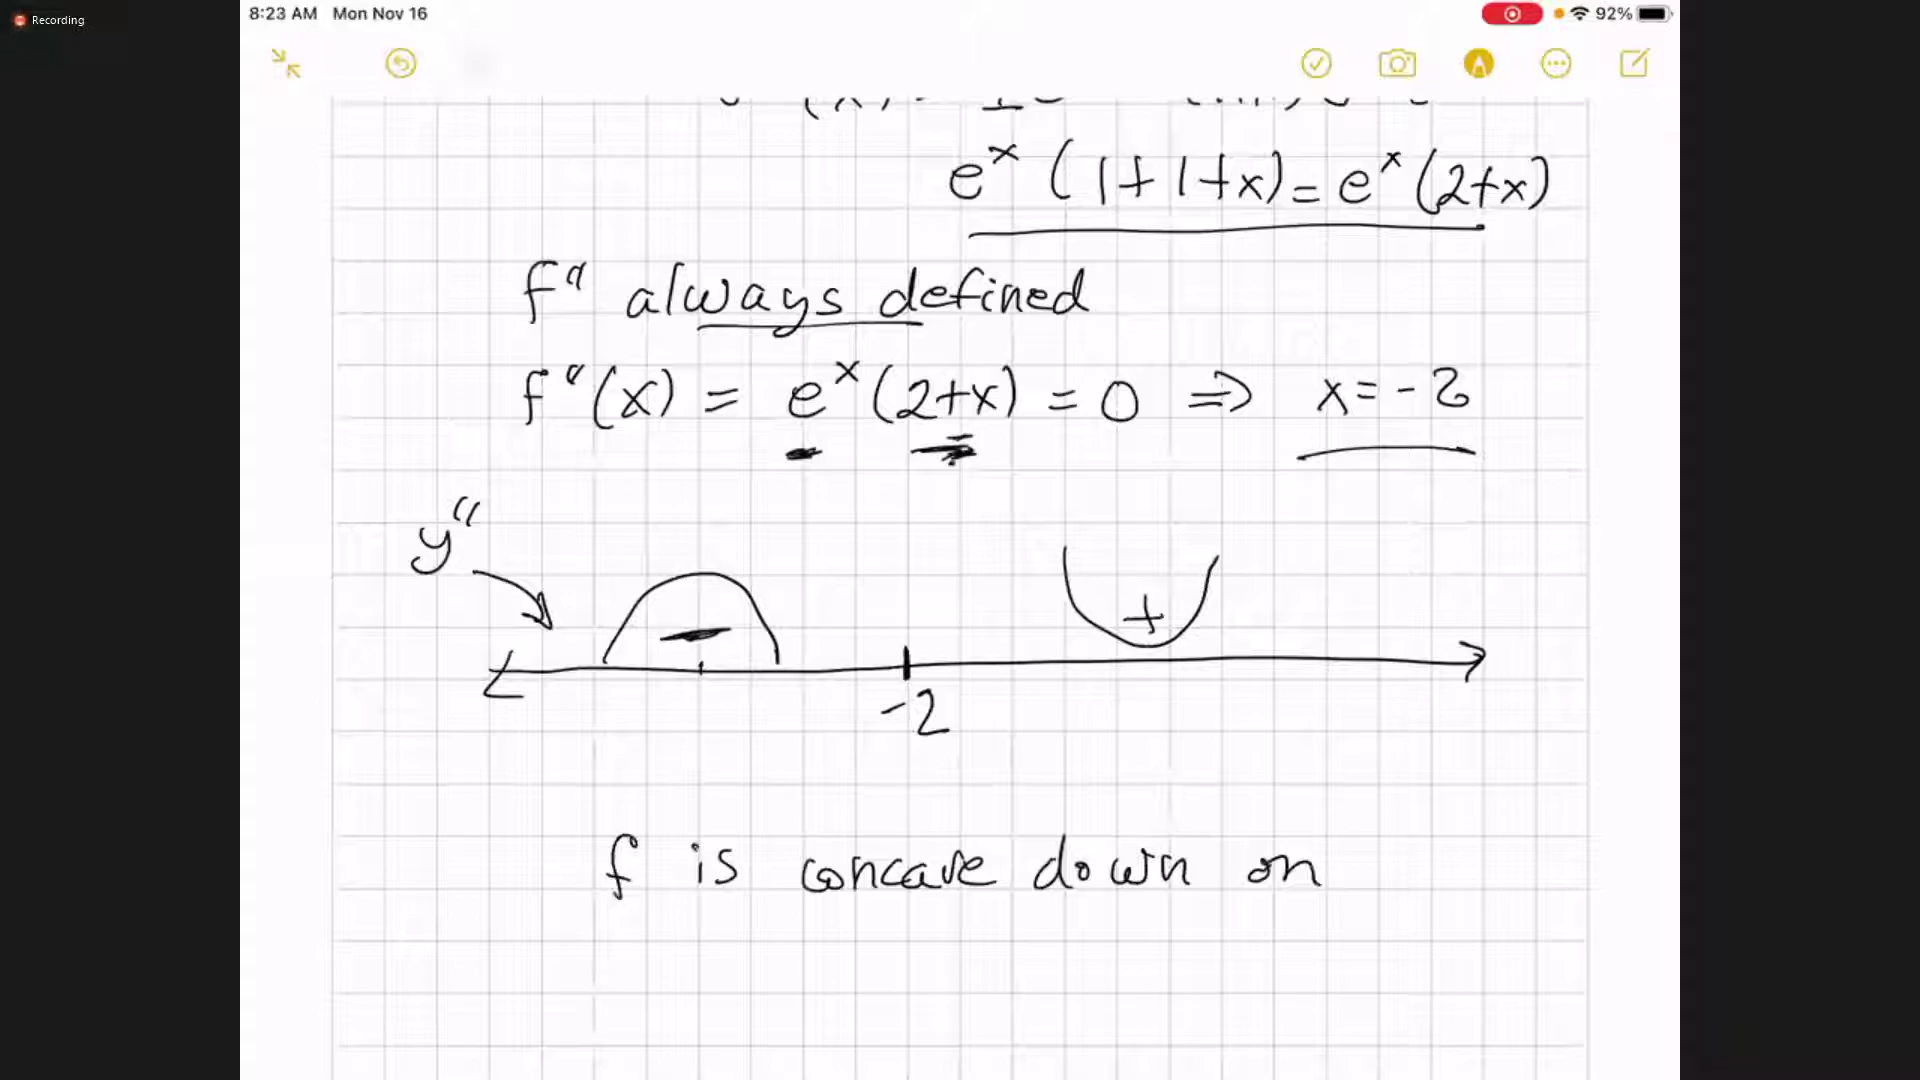 Recording
8:23 AM Mon Nov 16
92%
e^x (1+1+x) = e^x (2+x)
f" always defined
f"(x) = e^x (2+x) = 0 ⇒ x = -2
y"
- +
-2
f is concave down on